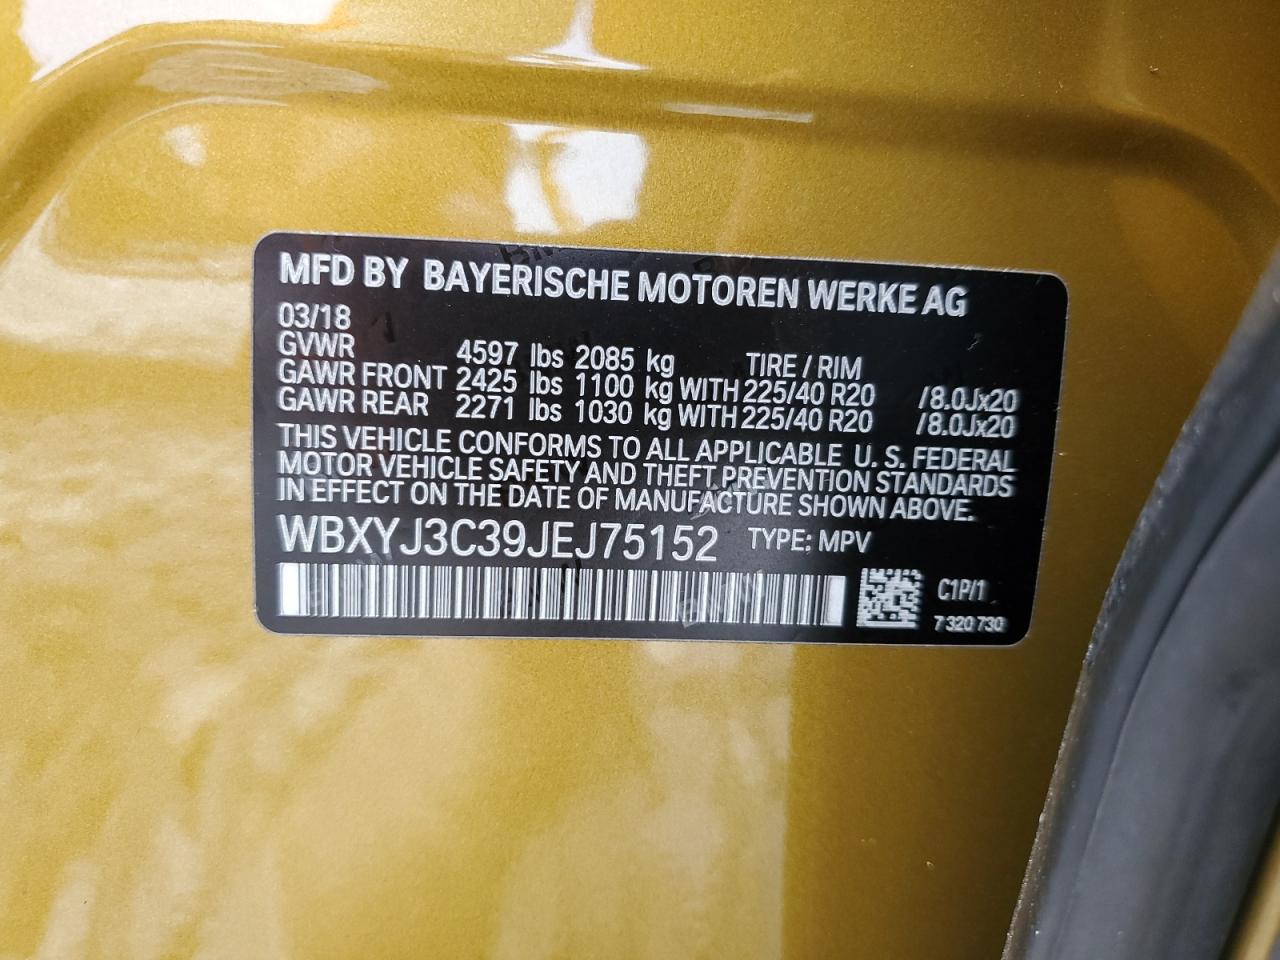 MFD BY BAYERISCHE MOTOREN WERKE AG
03/18
GVWR 4597 lbs 2085 kg TIRE / RIM
GAWR FRONT 2425 lbs 1100 kg WITH 225/40 R20 /8.0Jx20
GAWR REAR 2271 lbs 1030 kg WITH 225/40 R20 /8.0Jx20
THIS VEHICLE CONFORMS TO ALL APPLICABLE U. S. FEDERAL
MOTOR VEHICLE SAFETY AND THEFT PREVENTION STANDARDS
IN EFFECT ON THE DATE OF MANUFACTURE SHOWN ABOVE.
WBXYJ3C39JEJ75152 TYPE: MPV
C1P/1
7 320 730